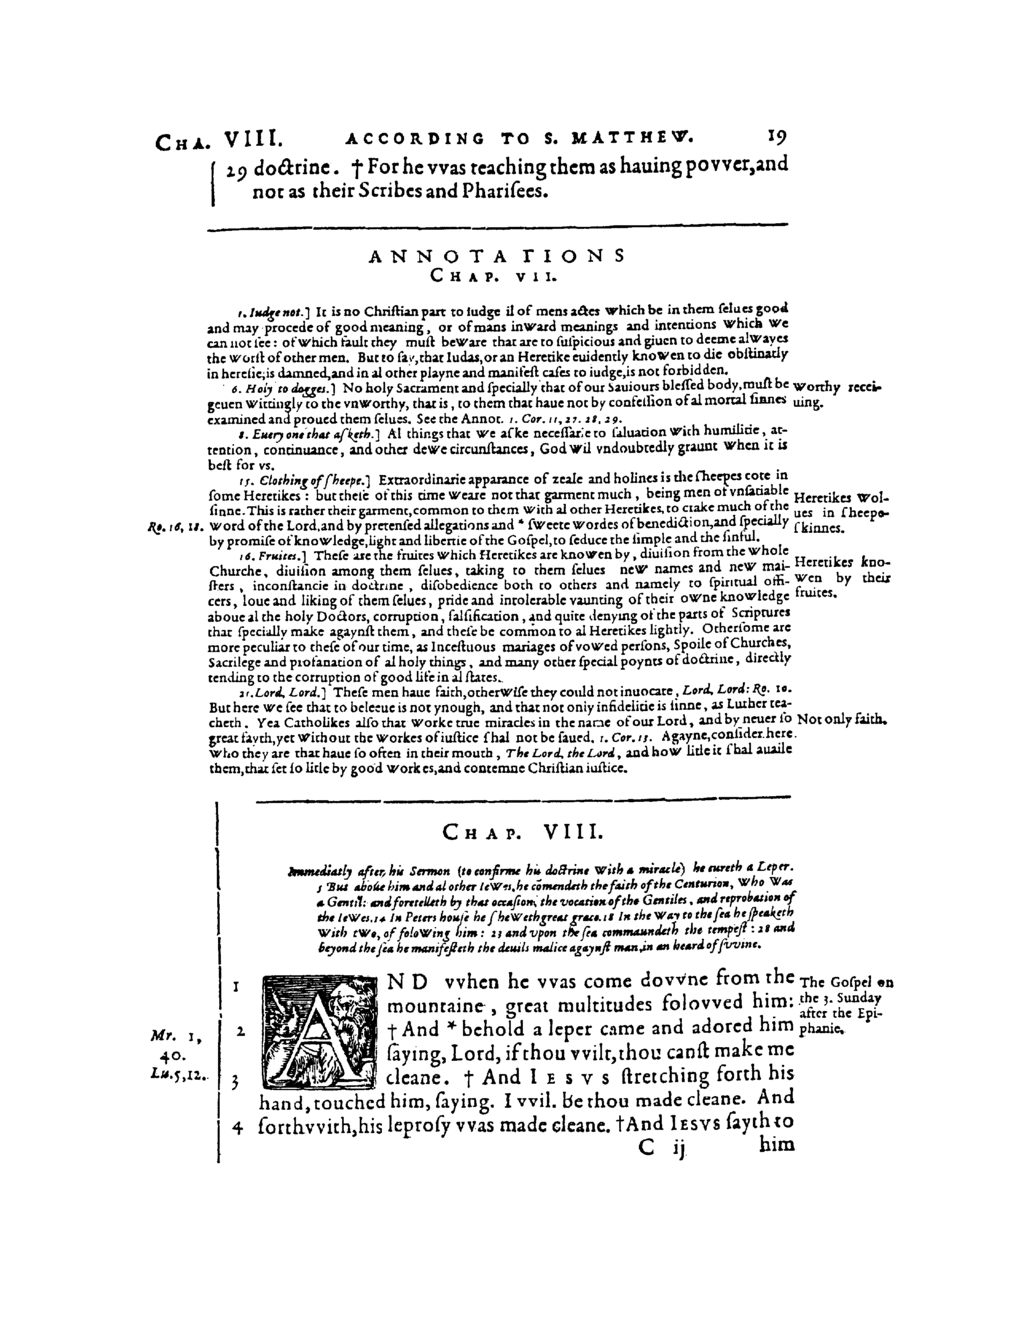 CHA. VIII. ACCORDING TO S. MATTHEW. 19
29 doctrine. † For he vvas teaching them as hauing povver,and
not as their Scribes and Phariſees.
ANNOTATIONS
CHAP. VII.
1. Iudge not.] It is no Chriſtian part to iudge il of mens actes which be in them ſelues good
and may procede of good meaning, or of mans inward meanings and intentions which we
can not ſee: of which fault they muſt beware that are to ſuſpicious and giuen to deeme alwayes
the worſt of other men. But to ſay,that Iudas,or an Heretike euidently knowen to die obſtinatly
in hereſie,is damned,and in al other playne and manifeſt caſes to iudge,is not forbidden.
6. Holy to dogges.] No holy Sacrament and ſpecially that of our Sauiours bleſſed body,muſt be
geuen wittingly to the vnworthy, that is, to them that haue not by confeſſion of al mortal ſinnes
examined and proued them ſelues. See the Annot. 1. Cor. 11, 27. 28, 29.
Worthy recei-
uing.
8. Euery one that aſketh.] Al things that we aſke neceſſarie to ſaluation with humilitie, at-
tention, continuance, and other dewe circunſtances, God wil vndoubtedly graunt when it is
beſt for vs.
15. Clothing of ſheepe.] Extraordinarie apparance of zeale and holines is the ſheepes cote in
ſome Heretikes: but theſe of this time weare not that garment much, being men of vnſatiable
ſinne. This is rather their garment,common to them with al other Heretikes,to crake much of the
word of the Lord,and by pretenſed allegations and * ſweete wordes of benediction,and ſpecially
by promiſe of knowledge,light and libertie of the Goſpel,to ſeduce the ſimple and the ſinful.
Heretikes Wol-
ues in ſheepe-
ſkinnes.
Ro. 16, 18.
16. Fruites.] Theſe are the fruites which Heretikes are knowen by, diuiſion from the whole
Churche, diuiſion among them ſelues, taking to them ſelues new names and new mai-
ſters, inconſtancie in doctrine, diſobedience both to others and namely to ſpiritual offi-
cers, loue and liking of them ſelues, pride and intolerable vaunting of their owne knowledge
aboue al the holy Doctors, corruption, falſification, and quite denying of the parts of Scriptures
that ſpecially make agaynſt them, and theſe be common to al Heretikes lightly. Otherſome are
more peculiar to theſe of our time, as Inceſtuous mariages of vowed perſons, Spoile of Churches,
Sacrilege and profanation of al holy things, and many other ſpecial poynts of doctrine, directly
tending to the corruption of good life in al ſtates.
Heretikes kno-
wen by their
fruites.
21. Lord, Lord.] Theſe men haue faith,otherwiſe they could not inuocate, Lord, Lord: Ro. 10.
But here we ſee that to beleeue is not ynough, and that not only infidelitie is ſinne, as Luther tea-
cheth. Yea Catholikes alſo that worke true miracles in the name of our Lord, and by neuer ſo
great fayth,yet without the workes of iuſtice ſhal not be ſaued. 1. Cor. 13. Agayne,conſider here.
Who they are that haue ſo often in their mouth, The Lord, the Lord, and how litle it ſhal auaile
them,that ſet ſo litle by good workes,and contemne Chriſtian iuſtice.
Not only faith.
CHAP. VIII.
Immediatly after, his Sermon (to confirme his doctrine with a miracle) he cureth a Leper.
5 But aboue him and al other Iewes,he cōmendeth the faith of the Centurion, who was
a Gentil: and foretelleth by that occaſion, the vocation of the Gentiles, and reprobation of
the Iewes. 14 In Peters houſe he ſheweth great grace. 18 In the way to the ſea he ſpeaketh
with two, of folowing him: 23 and vpon the ſea commaundeth the tempeſt: 28 and
beyond the ſea he manifeſteth the deuils malice agaynſt man,in an heard of ſvvine.
1 AND vvhen he vvas come dovvne from the
mountaine, great multitudes folovved him:
2 † And * behold a leper came and adored him
ſaying, Lord, if thou vvilt,thou canſt make me
3 cleane. † And IESVS ſtretching forth his
hand, touched him, ſaying. I vvil. be thou made cleane. And
4 forthvvith,his leproſy vvas made cleane. †And IESVS ſayth to
The Goſpel on
the 3. Sunday
after the Epi-
phanie.
Mr. 1,
40.
Lu.5,12.
C ij him